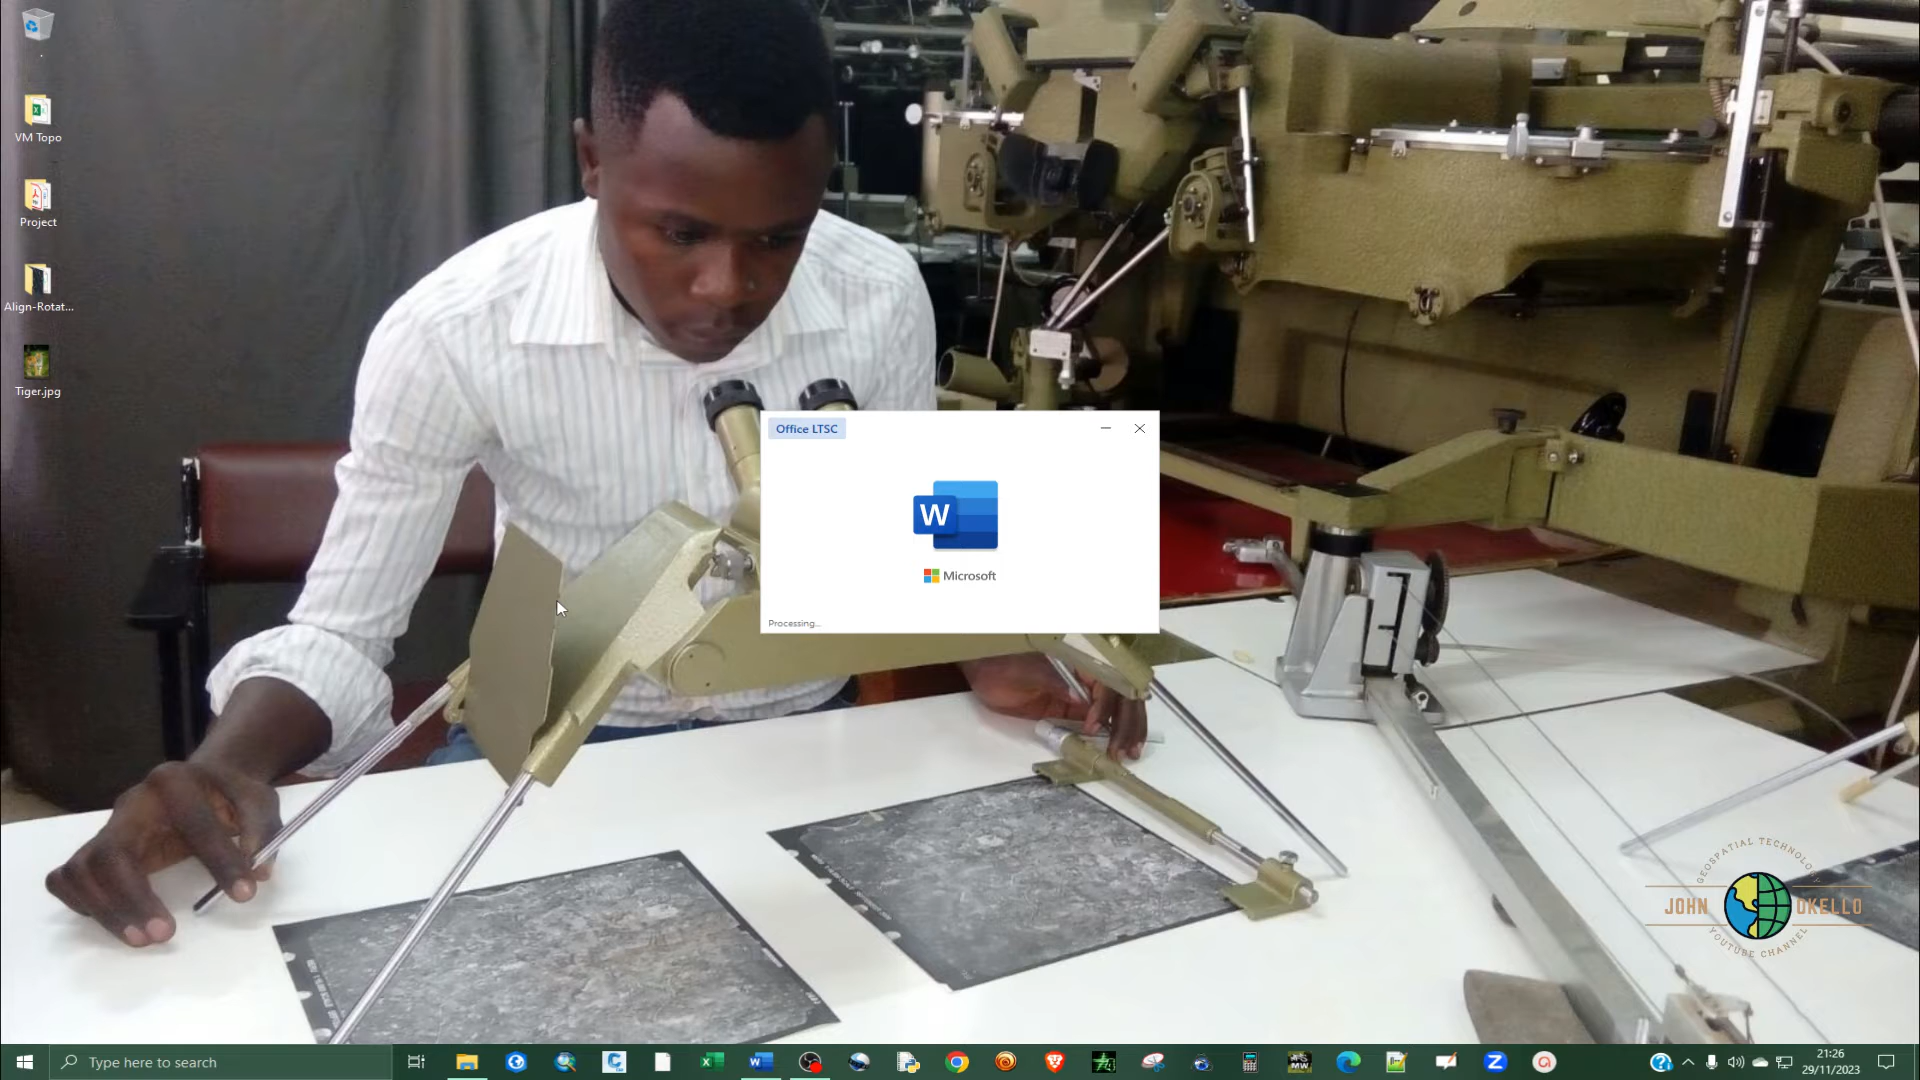 VM Topo
Project
Align-Rotat...
Tiger.jpg
Office LTSC
W
Microsoft
Processing...
GEOSPATIAL TECHNOLOGY
JOHN OKELLO
YOUTUBE CHANNEL
Type here to search
21:26
29/11/2023